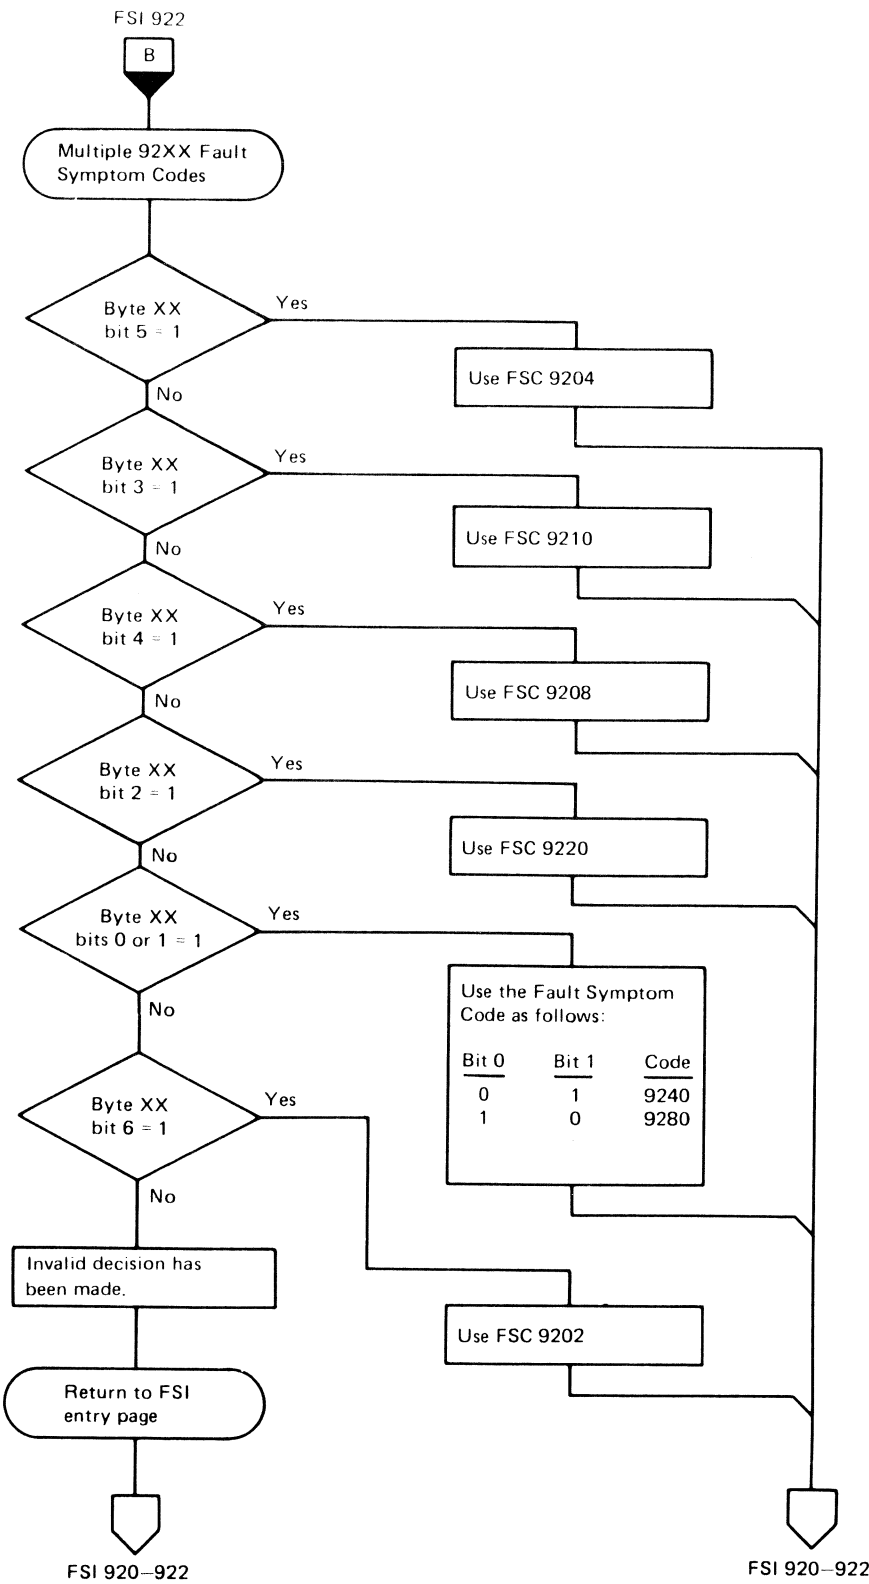 FSI 922
B
Multiple 92XX Fault
Symptom Codes
Byte XX
bit 5 = 1
Yes
Use FSC 9204
No
Byte XX
bit 3 = 1
Yes
Use FSC 9210
No
Byte XX
bit 4 = 1
Yes
Use FSC 9208
No
Byte XX
bit 2 = 1
Yes
Use FSC 9220
No
Byte XX
bits 0 or 1 = 1
Yes
Use the Fault Symptom
Code as follows:
Bit 0 Bit 1 Code
0 1 9240
1 0 9280
No
Byte XX
bit 6 = 1
Yes
Use FSC 9202
No
Invalid decision has
been made.
Return to FSI
entry page
FSI 920–922
FSI 920–922